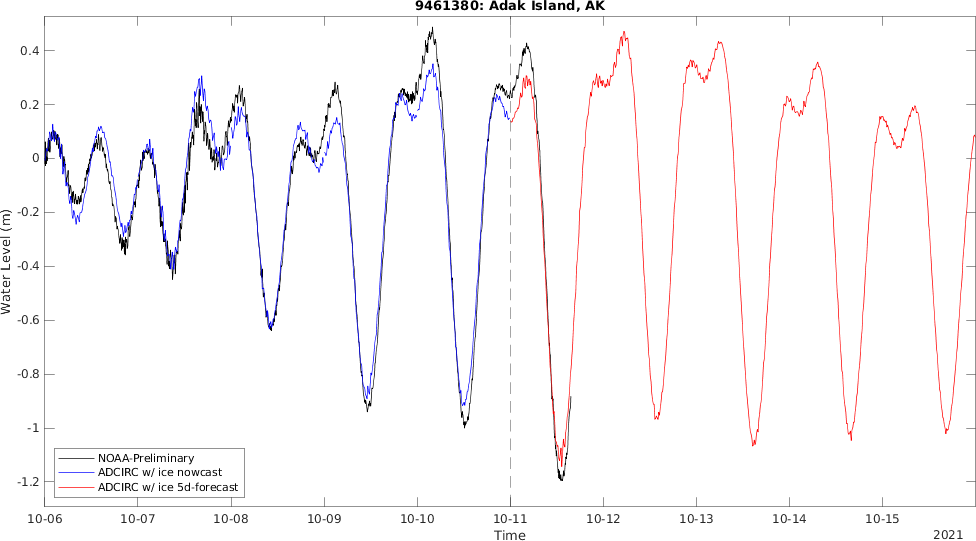 9461380: Adak Island, AK
Water Level (m)
0.4
0.2
0
-0.2
-0.4
-0.6
-0.8
-1
-1.2
NOAA-Preliminary
ADCIRC w/ ice nowcast
ADCIRC w/ ice 5d-forecast
10-06 10-07 10-08 10-09 10-10 10-11 10-12 10-13 10-14 10-15
Time
2021